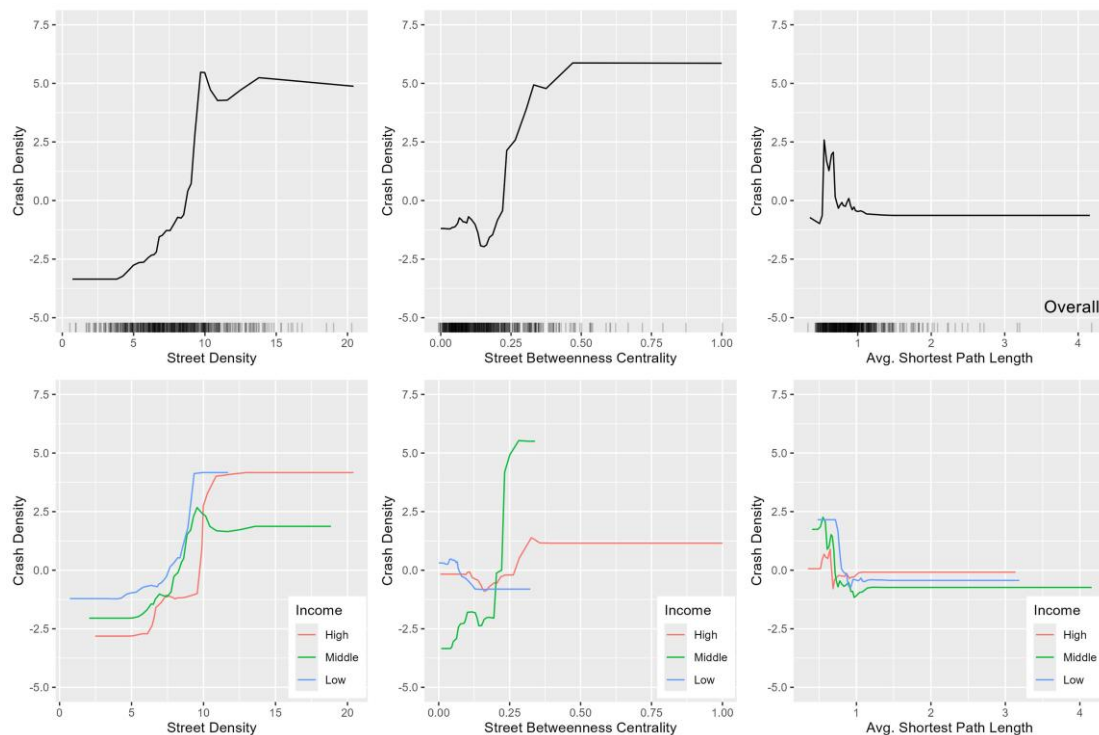 7.5
5.0
2.5
0.0
-2.5
-5.0
Crash Density
0 5 10 15 20
Street Density
7.5
5.0
2.5
0.0
-2.5
-5.0
Crash Density
0.00 0.25 0.50 0.75 1.00
Street Betweenness Centrality
7.5
5.0
2.5
0.0
-2.5
-5.0
Crash Density
Overall
1 2 3 4
Avg. Shortest Path Length
7.5
5.0
2.5
0.0
-2.5
-5.0
Crash Density
Income
High
Middle
Low
0 5 10 15 20
Street Density
7.5
5.0
2.5
0.0
-2.5
-5.0
Crash Density
Income
High
Middle
Low
0.00 0.25 0.50 0.75 1.00
Street Betweenness Centrality
7.5
5.0
2.5
0.0
-2.5
-5.0
Crash Density
Income
High
Middle
Low
1 2 3 4
Avg. Shortest Path Length